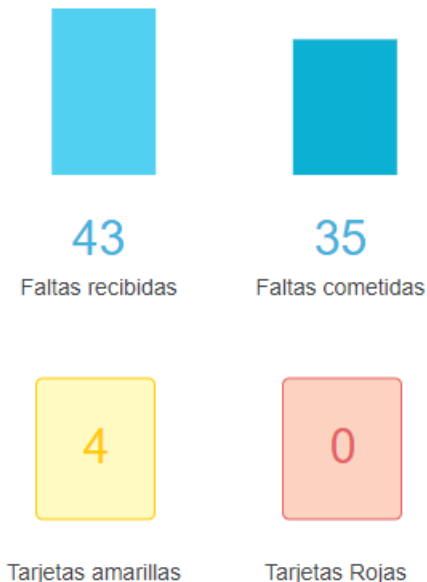 43
35
Faltas recibidas
Faltas cometidas
4
0
Tarjetas amarillas
Tarjetas Rojas